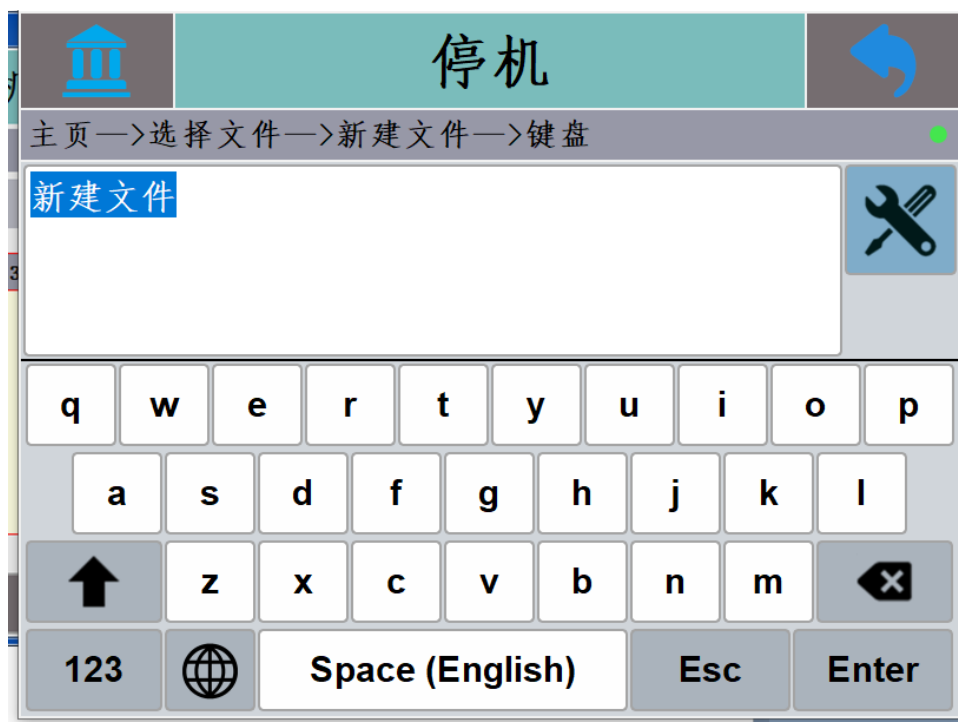 停机
主页—>选择文件—>新建文件—>键盘
新建文件
3
q w e r t y u i o p
a s d f g h j k l
z x c v b n m
123 Space (English) Esc Enter